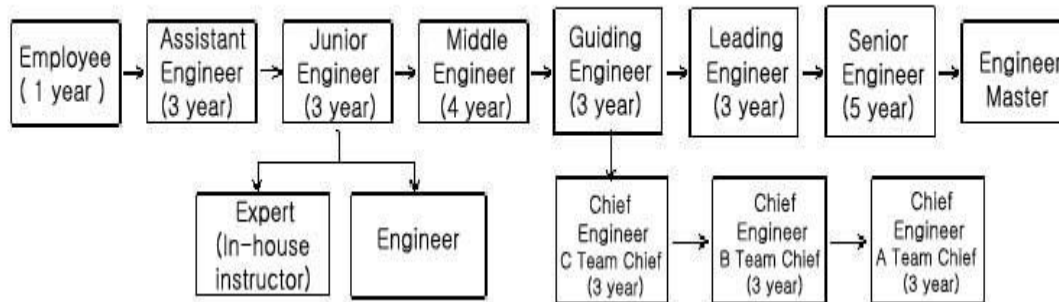 Employee
( 1 year )
Assistant
Engineer
(3 year)
Junior
Engineer
(3 year)
Middle
Engineer
(4 year)
Guiding
Engineer
(3 year)
Leading
Engineer
(3 year)
Senior
Engineer
(5 year)
Engineer
Master
Expert
(In-house
instructor)
Engineer
Chief
Engineer
C Team Chief
(3 year)
Chief
Engineer
B Team Chief
(3 year)
Chief
Engineer
A Team Chief
(3 year)